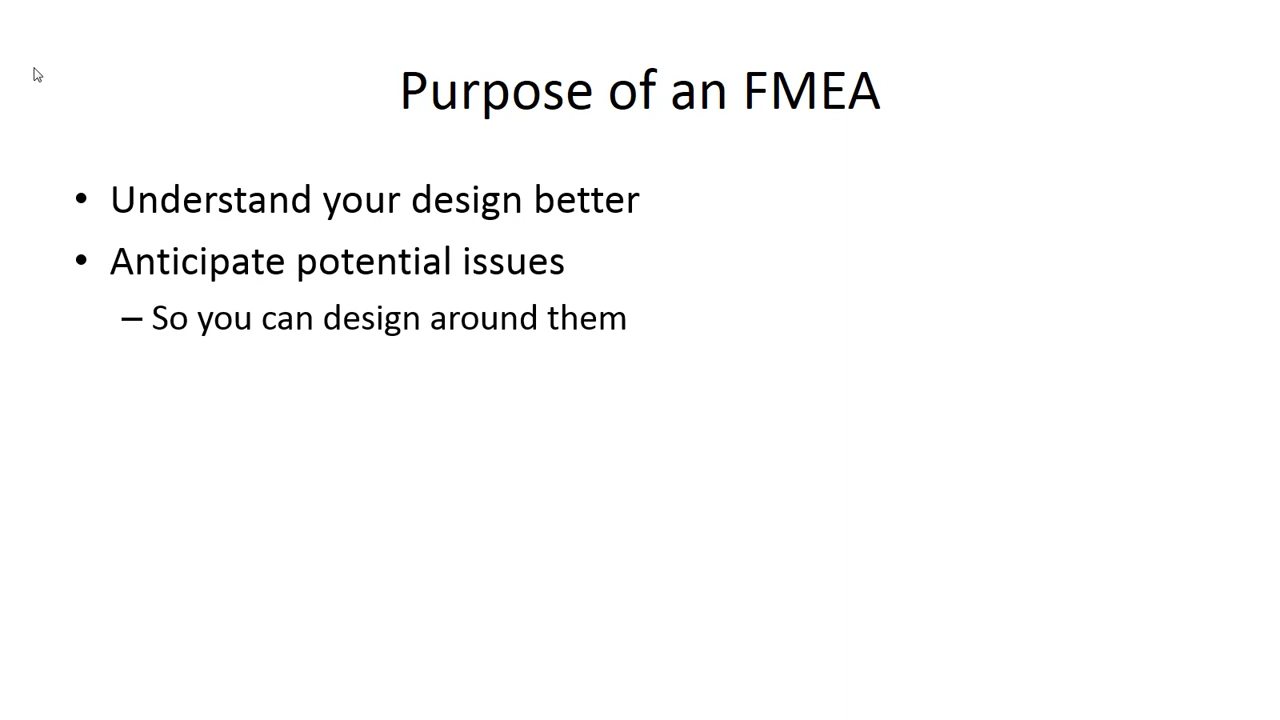 Purpose of an FMEA
• Understand your design better
• Anticipate potential issues
– So you can design around them